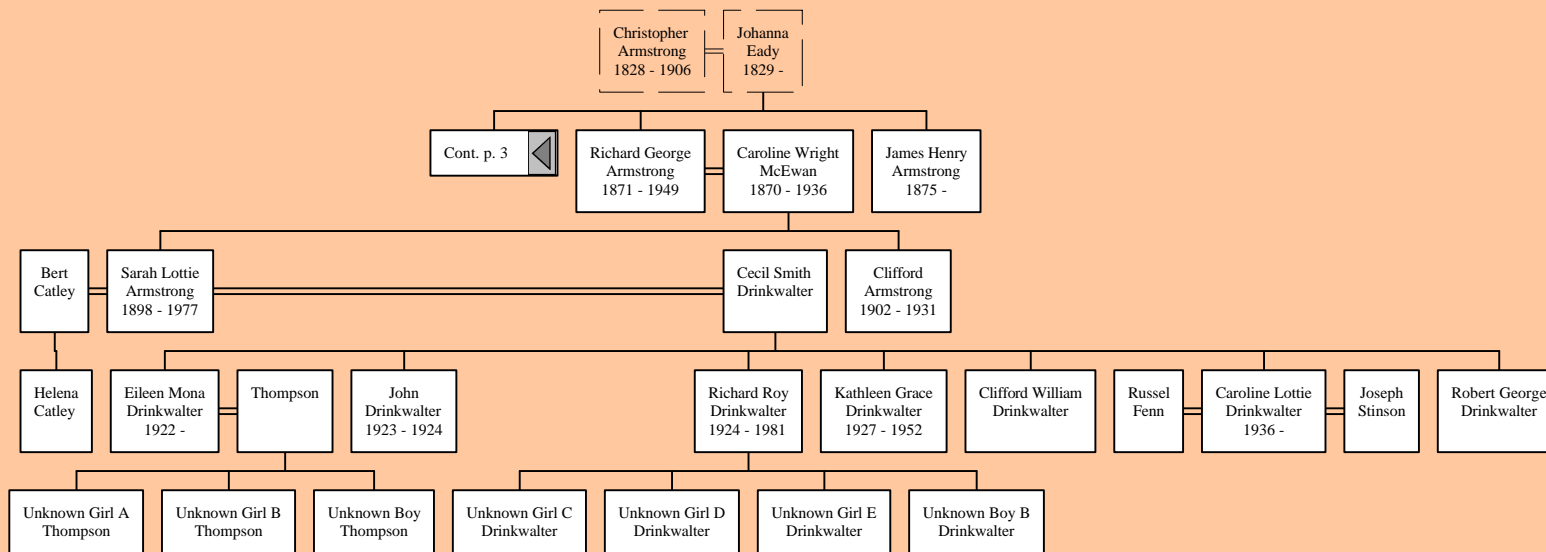 Christopher
Armstrong
1828 - 1906
Johanna
Eady
1829 -
Cont. p. 3
Richard George
Armstrong
1871 - 1949
Caroline Wright
McEwan
1870 - 1936
James Henry
Armstrong
1875 -
Bert
Catley
Sarah Lottie
Armstrong
1898 - 1977
Cecil Smith
Drinkwalter
Clifford
Armstrong
1902 - 1931
Helena
Catley
Eileen Mona
Drinkwalter
1922 -
Thompson
John
Drinkwalter
1923 - 1924
Richard Roy
Drinkwalter
1924 - 1981
Kathleen Grace
Drinkwalter
1927 - 1952
Clifford William
Drinkwalter
Russel
Fenn
Caroline Lottie
Drinkwalter
1936 -
Joseph
Stinson
Robert George
Drinkwalter
Unknown Girl A
Thompson
Unknown Girl B
Thompson
Unknown Boy
Thompson
Unknown Girl C
Drinkwalter
Unknown Girl D
Drinkwalter
Unknown Girl E
Drinkwalter
Unknown Boy B
Drinkwalter